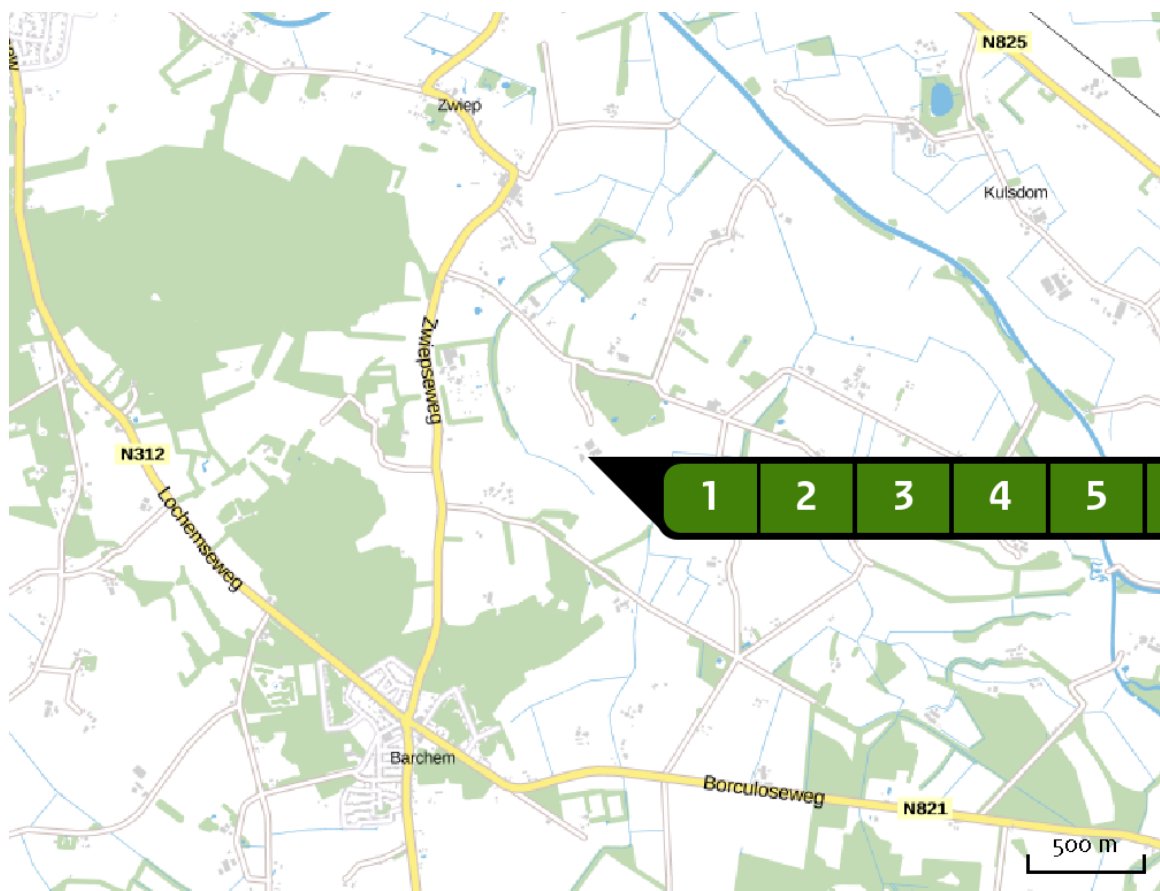 N825
Zwiep
Kulsdom
Zwiepseweg
N312
1 2 3 4 5
Lochemseweg
Barchem
Borculoseweg
N821
500 m